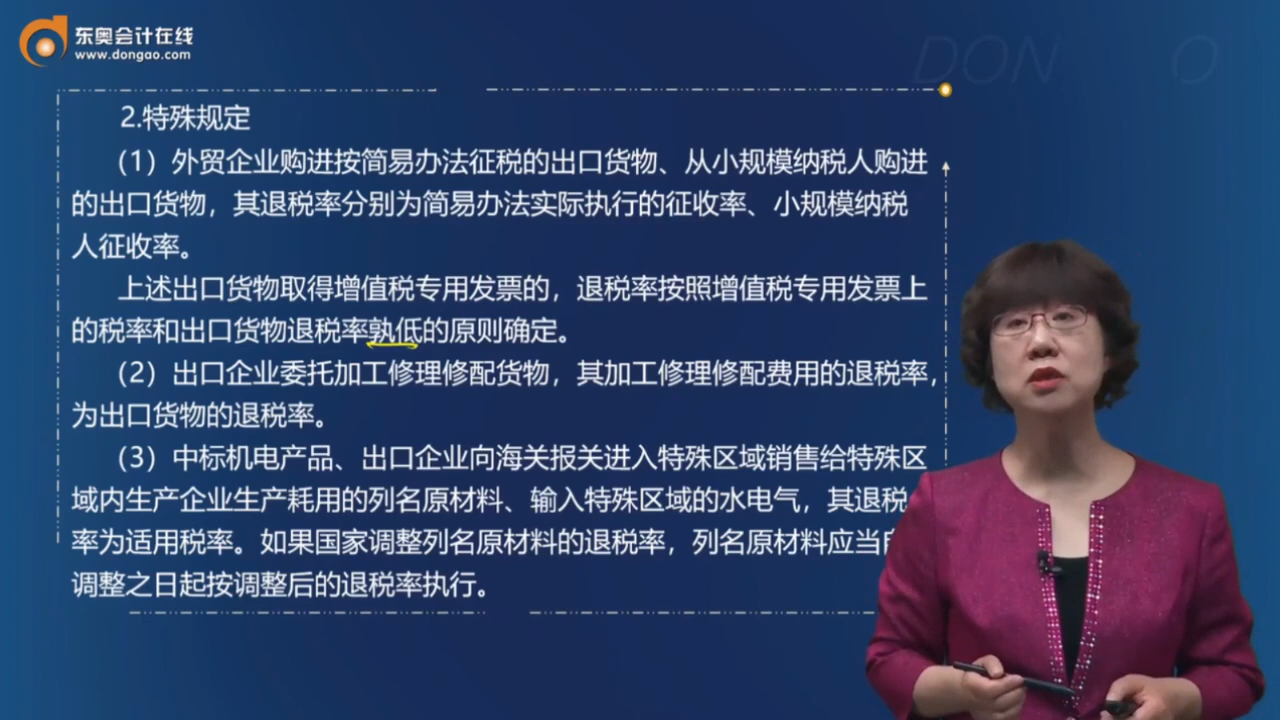 东奥会计在线
www.dongao.com
DON O
2.特殊规定
（1）外贸企业购进按简易办法征税的出口货物、从小规模纳税人购进
的出口货物，其退税率分别为简易办法实际执行的征收率、小规模纳税
人征收率。
上述出口货物取得增值税专用发票的，退税率按照增值税专用发票上
的税率和出口货物退税率孰低的原则确定。
（2）出口企业委托加工修理修配货物，其加工修理修配费用的退税率，
为出口货物的退税率。
（3）中标机电产品、出口企业向海关报关进入特殊区域销售给特殊区
域内生产企业生产耗用的列名原材料、输入特殊区域的水电气，其退税
率为适用税率。如果国家调整列名原材料的退税率，列名原材料应当
调整之日起按调整后的退税率执行。